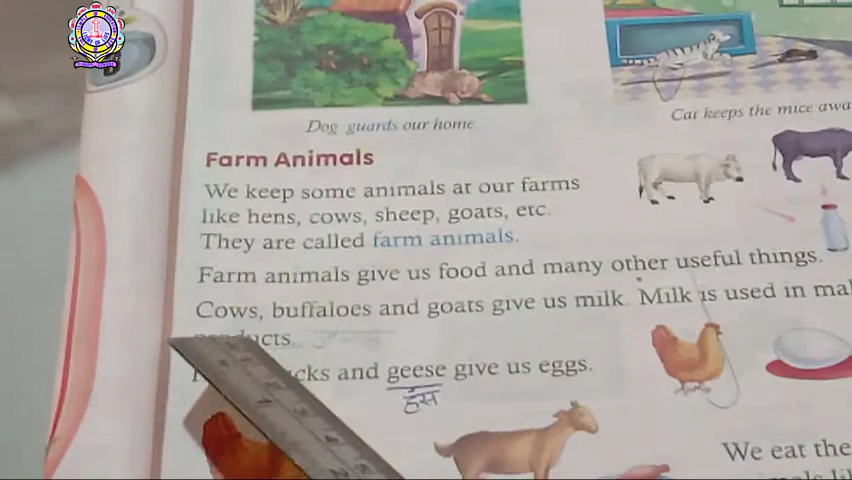 Dog guards our home
Cat keeps the mice awa
Farm Animals
We keep some animals at our farms
like hens, cows, sheep, goats, etc.
They are called farm animals.
Farm animals give us food and many other useful things.
Cows, buffaloes and goats give us milk. Milk is used in
cks and geese give us eggs.
हंस
We eat the